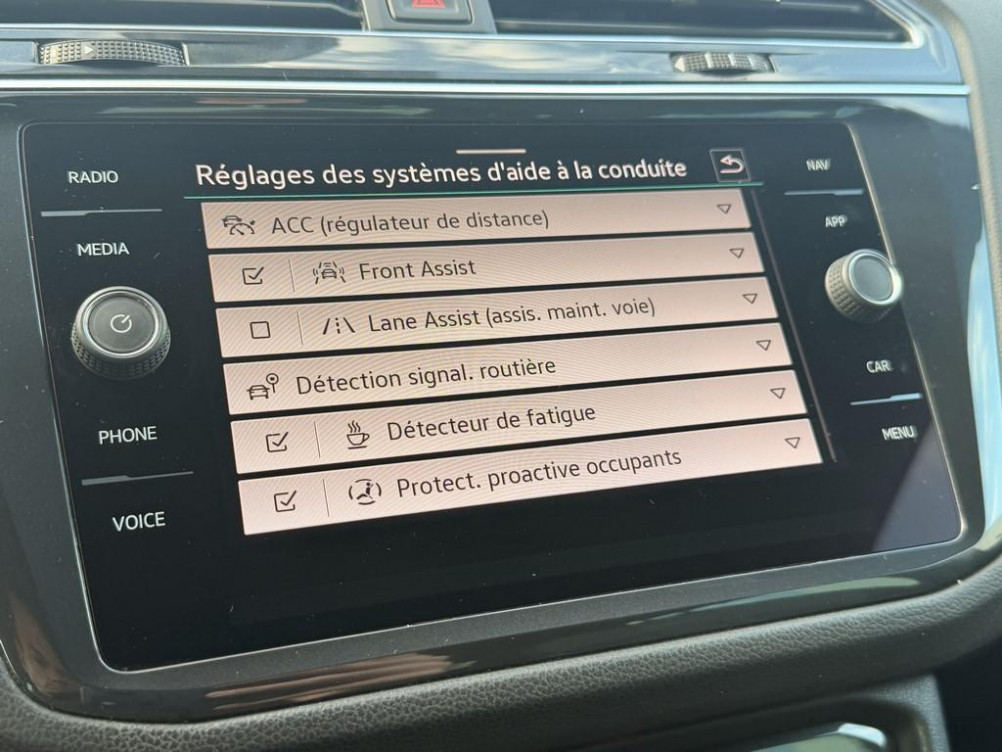 RADIO
MEDIA
PHONE
VOICE
Réglages des systèmes d'aide à la conduite
ACC (régulateur de distance)
Front Assist
Lane Assist (assis. maint. voie)
Détection signal. routière
Détecteur de fatigue
Protect. proactive occupants
NAV
APP
CAR
MENU